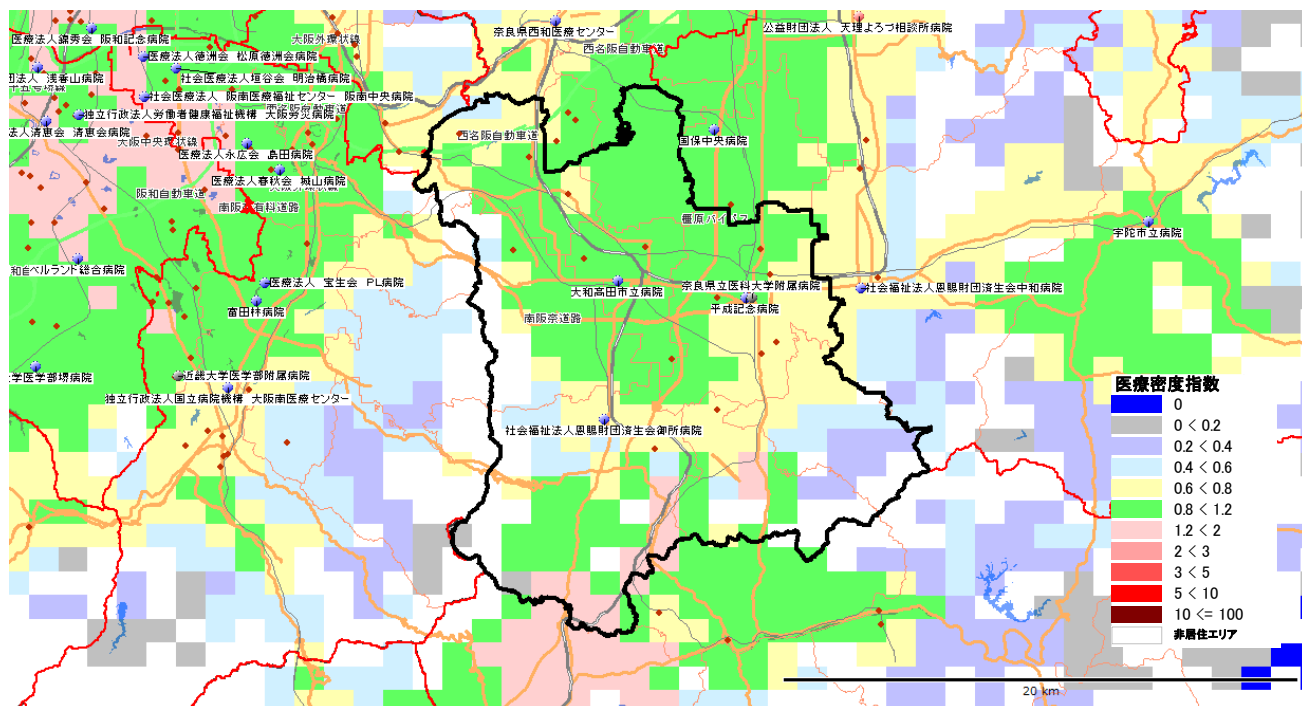 医療法人錦秀会 阪和記念病院
大阪外環状線
奈良県西和医療センター
西名阪自動車道
公益財団法人 天理よろづ相談所病院
医療法人徳洲会 松原徳洲会病院
団法人 浅香山病院
社会医療法人垣谷会 明治橋病院
社会医療法人 阪南医療福祉センター 阪南中央病院
独立行政法人労働者健康福祉機構 大阪労災病院
西名阪自動車道
法人清恵会 清恵会病院
大阪中央環状線
西名阪自動車道
国保中央病院
医療法人永広会 島田病院
医療法人春秋会 城山病院
阪和自動車道
南阪奈有料道路
橿原バイパス
宇陀市立病院
ベルランド総合病院
医療法人 宝生会 PL病院
大和高田市立病院
奈良県立医科大学附属病院
社会福祉法人恩賜財団済生会中和病院
富田林病院
平成記念病院
南阪奈道路
大学医学部堺病院
近畿大学医学部附属病院
独立行政法人国立病院機構 大阪南医療センター
社会福祉法人恩賜財団済生会御所病院
医療密度指数
0
0 < 0.2
0.2 < 0.4
0.4 < 0.6
0.6 < 0.8
0.8 < 1.2
1.2 < 2
2 < 3
3 < 5
5 < 10
10 <= 100
非居住エリア
20 km